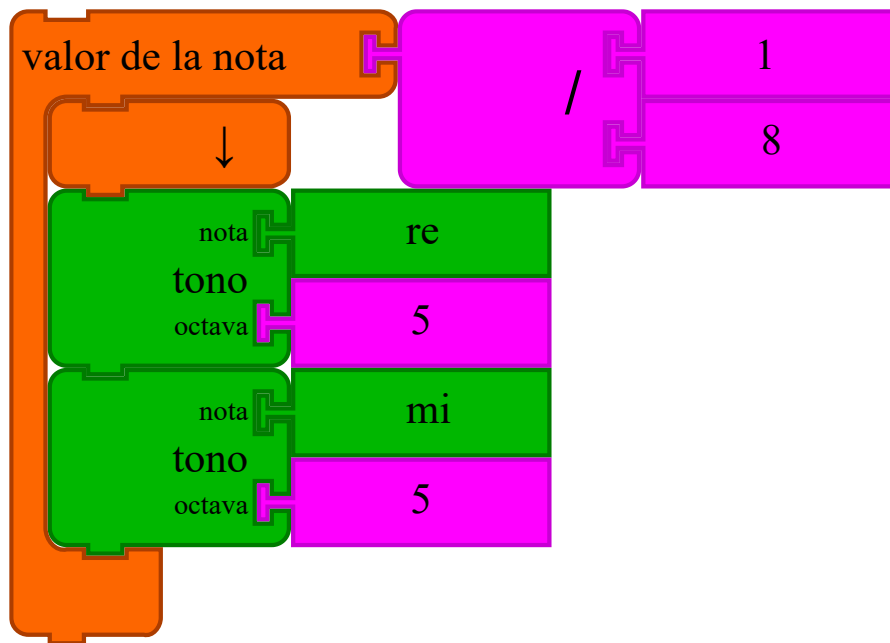 valor de la nota / 1
8
↓
nota re
tono
octava 5
nota mi
tono
octava 5